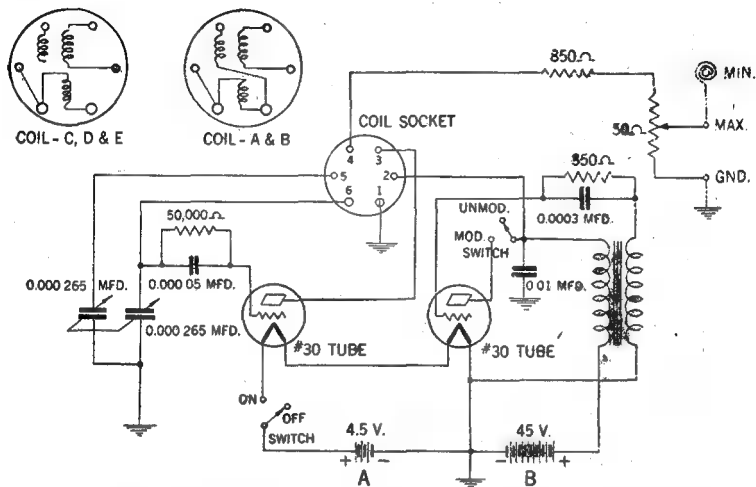 COIL - C, D & E
COIL - A & B
COIL SOCKET
4
3
5
2
6
1
850Ω
50Ω
MIN.
MAX.
GND.
850Ω
0.0003 MFD.
UNMOD.
MOD.
SWITCH
0.01 MFD.
50,000Ω
0.000 05 MFD.
0.000 265 MFD.
0.000 265 MFD.
#30 TUBE
#30 TUBE
ON
OFF
SWITCH
4.5 V.
+ -
A
45 V.
- +
B